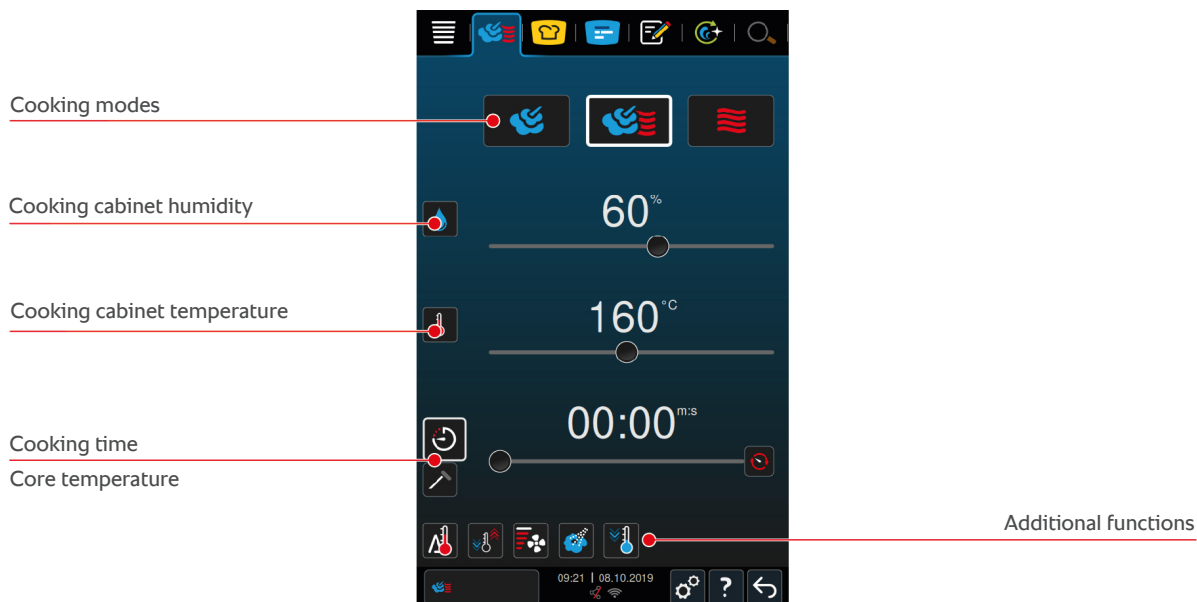 Cooking modes
Cooking cabinet humidity
60%
Cooking cabinet temperature
160°C
00:00 m:s
Cooking time
Core temperature
Additional functions
09:21 | 08.10.2019
?